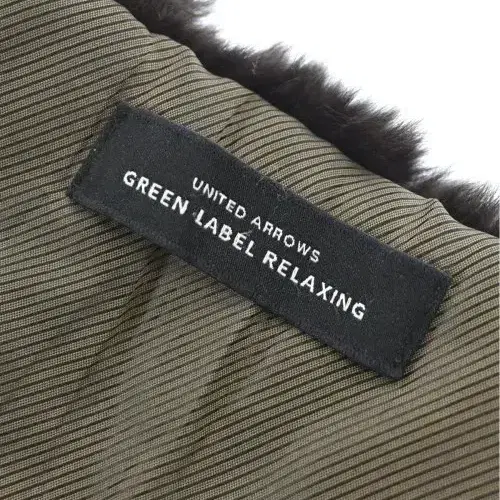 UNITED ARROWS
GREEN LABEL RELAXING